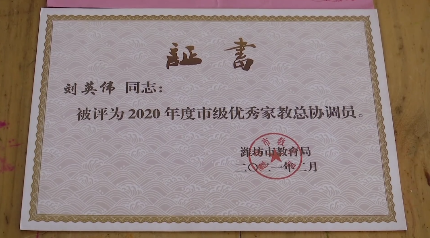 証書
刘英伟 同志：
被评为2020年度市级优秀家教总协调员。
潍坊市教育局
二〇二一年二月